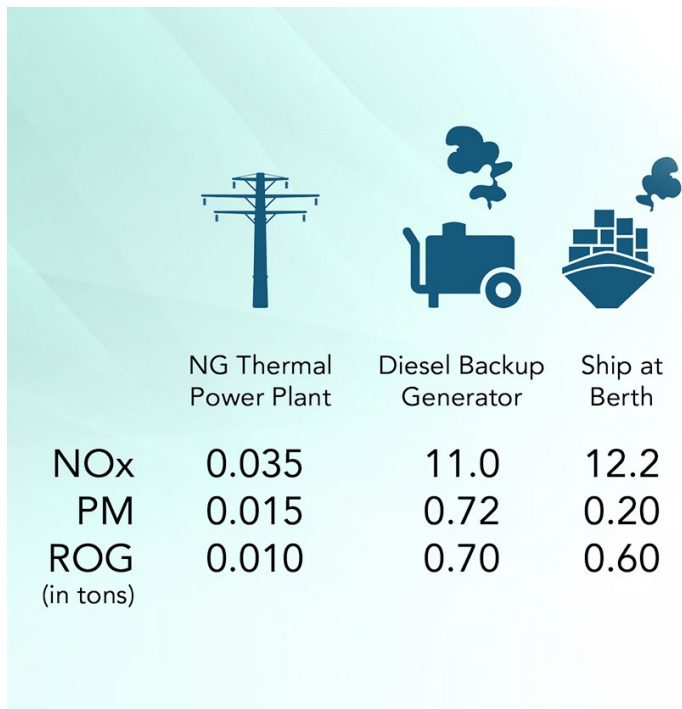 NG Thermal Power Plant
Diesel Backup Generator
Ship at Berth
NOx 0.035 11.0 12.2
PM 0.015 0.72 0.20
ROG 0.010 0.70 0.60
(in tons)